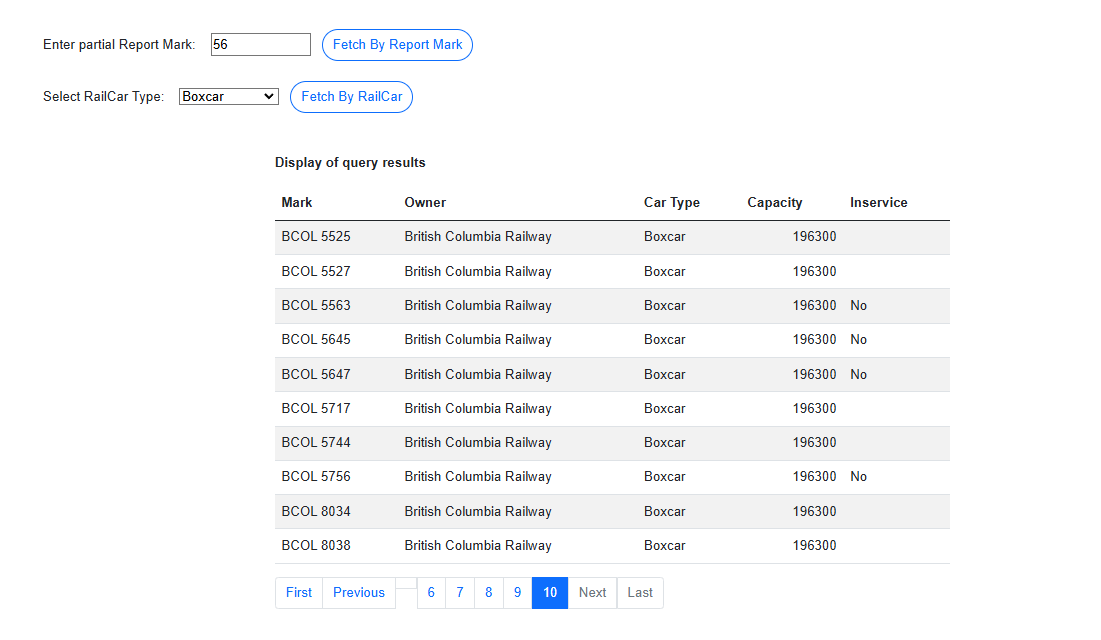 Enter partial Report Mark: 56 Fetch By Report Mark
Select RailCar Type: Boxcar Fetch By RailCar
Display of query results
Mark Owner Car Type Capacity Inservice
BCOL 5525 British Columbia Railway Boxcar 196300
BCOL 5527 British Columbia Railway Boxcar 196300
BCOL 5563 British Columbia Railway Boxcar 196300 No
BCOL 5645 British Columbia Railway Boxcar 196300 No
BCOL 5647 British Columbia Railway Boxcar 196300 No
BCOL 5717 British Columbia Railway Boxcar 196300
BCOL 5744 British Columbia Railway Boxcar 196300
BCOL 5756 British Columbia Railway Boxcar 196300 No
BCOL 8034 British Columbia Railway Boxcar 196300
BCOL 8038 British Columbia Railway Boxcar 196300
First Previous 6 7 8 9 10 Next Last